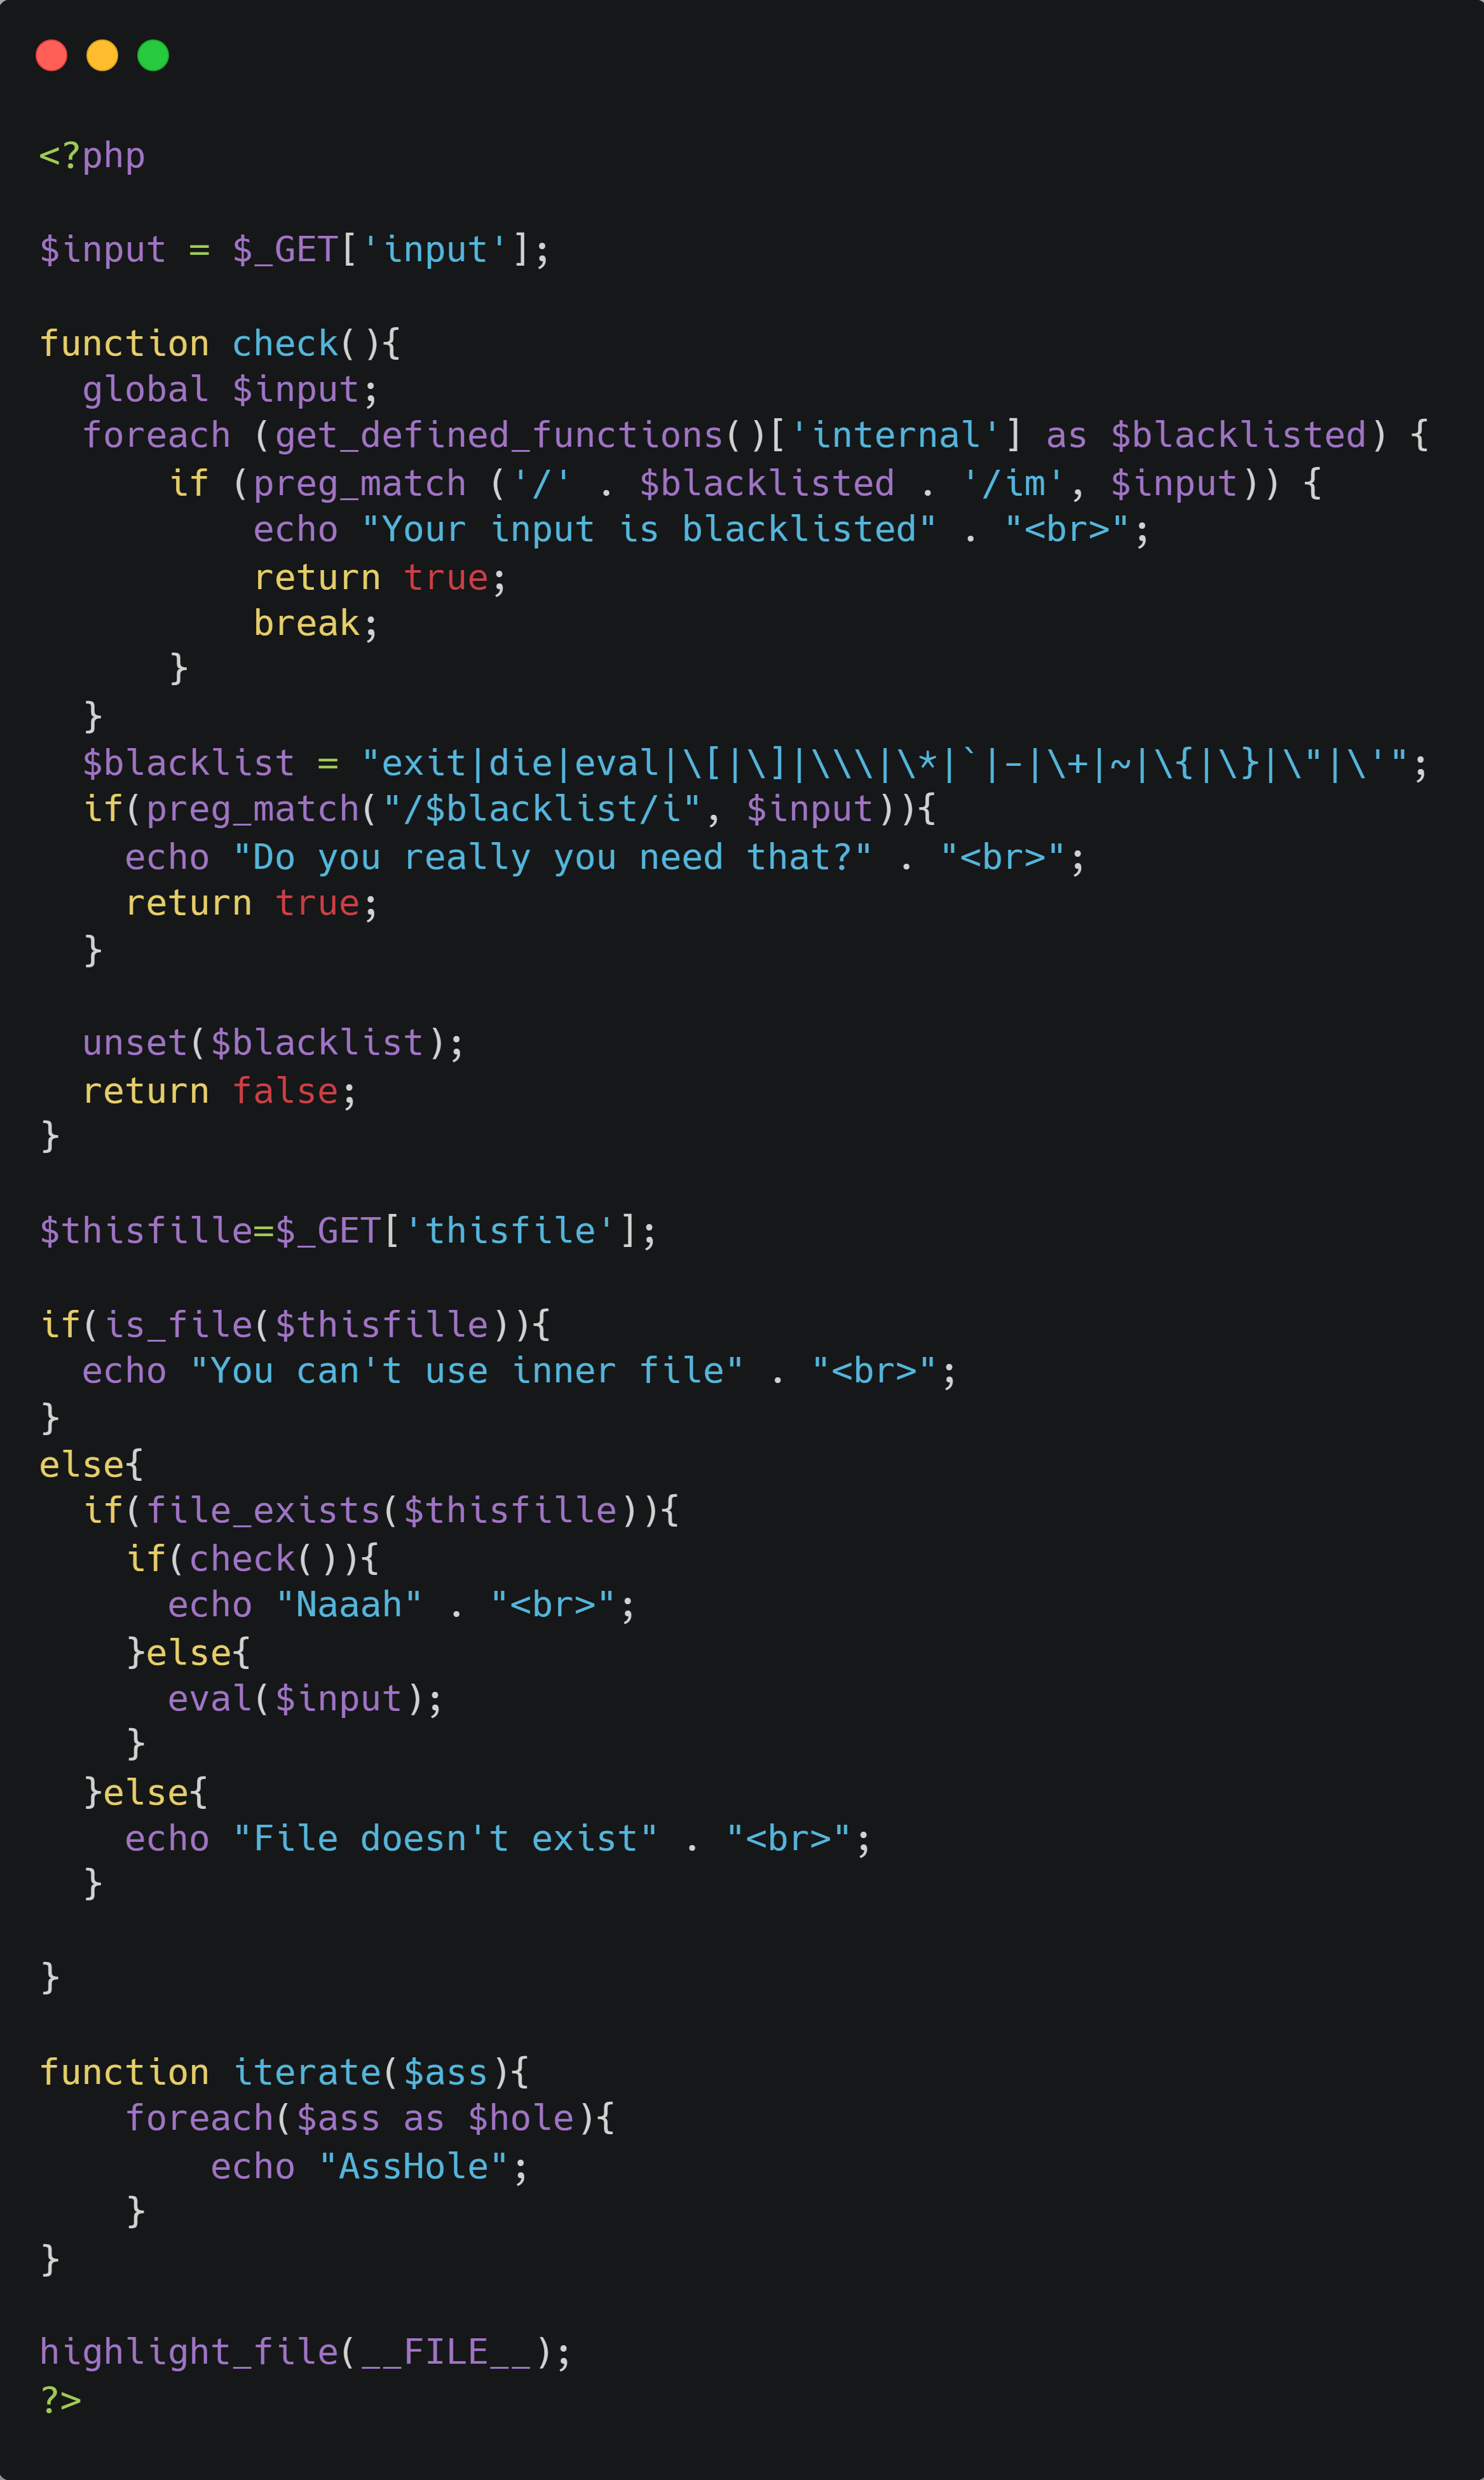 <?php

$input = $_GET['input'];

function check(){
  global $input;
  foreach (get_defined_functions()['internal'] as $blacklisted) {
      if (preg_match ('/' . $blacklisted . '/im', $input)) {
          echo "Your input is blacklisted" . "<br>";
          return true;
          break;
      }
  }
  $blacklist = "exit|die|eval|\[|\]|\\\|\*|`|-|\+|~|\{|\}|\"|\'";
  if(preg_match("/$blacklist/i", $input)){
    echo "Do you really you need that?" . "<br>";
    return true;
  }

  unset($blacklist);
  return false;
}

$thisfille=$_GET['thisfile'];

if(is_file($thisfille)){
  echo "You can't use inner file" . "<br>";
}
else{
  if(file_exists($thisfille)){
    if(check()){
      echo "Naaah" . "<br>";
    }else{
      eval($input);
    }
  }else{
    echo "File doesn't exist" . "<br>";
  }

}

function iterate($ass){
    foreach($ass as $hole){
        echo "AssHole";
    }
}

highlight_file(__FILE__);
?>